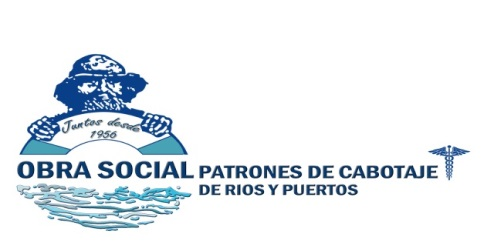 Juntos desde
1956
OBRA SOCIAL PATRONES DE CABOTAJE
DE RIOS Y PUERTOS